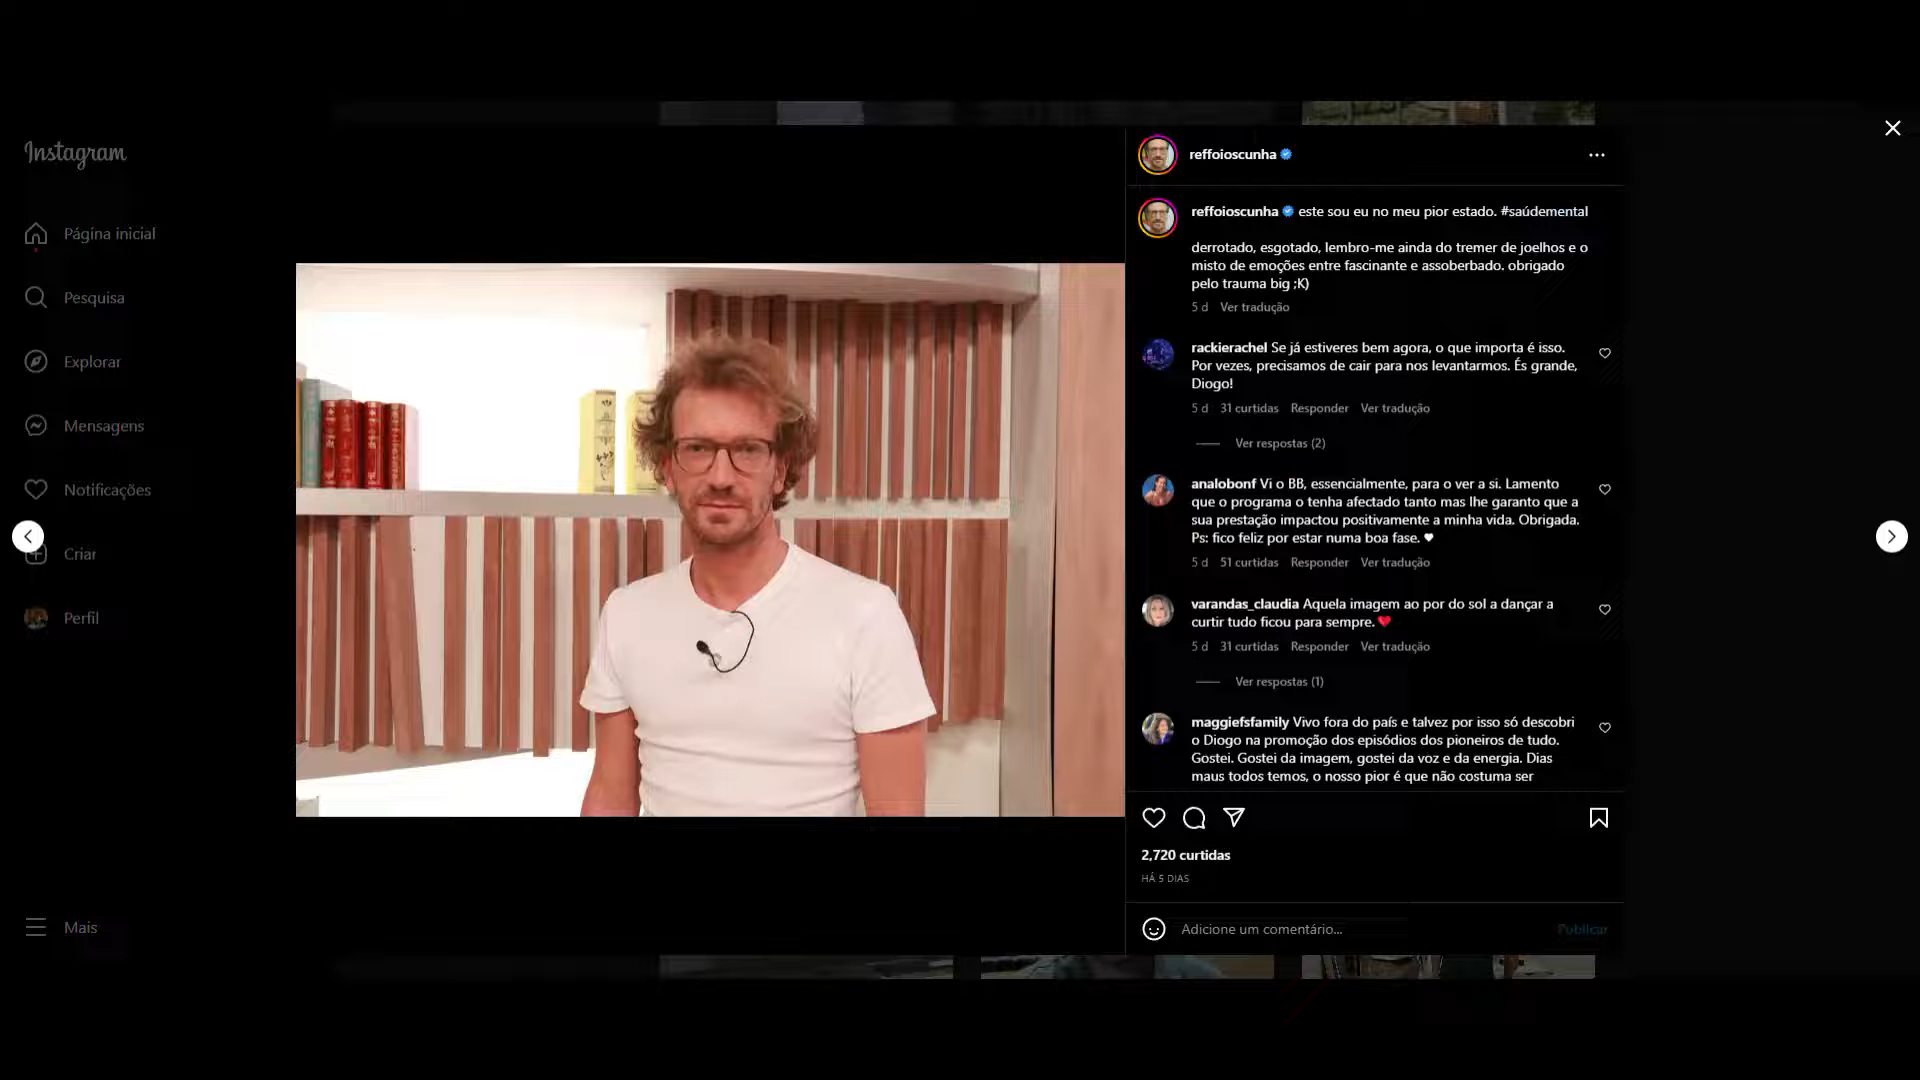 Instagram
Página inicial
Pesquisa
Explorar
Mensagens
Notificações
Criar
Perfil
Mais
reffoioscunha
reffoioscunha este sou eu no meu pior estado. #saúdemental
derrotado, esgotado, lembro-me ainda do tremer de joelhos e o
misto de emoções entre fascinante e assoberbado. obrigado
pelo trauma big ;K)
5 d Ver tradução
rackierachel Se já estiveres bem agora, o que importa é isso.
Por vezes, precisamos de cair para nos levantarmos. És grande,
Diogo!
5 d 31 curtidas Responder Ver tradução
Ver respostas (2)
analobonf Vi o BB, essencialmente, para o ver a si. Lamento
que o programa o tenha afectado tanto mas lhe garanto que a
sua prestação impactou positivamente a minha vida. Obrigada.
Ps: fico feliz por estar numa boa fase. 🤍
5 d 51 curtidas Responder Ver tradução
varandas_claudia Aquela imagem ao por do sol a dançar a
curtir tudo ficou para sempre.❤️
5 d 31 curtidas Responder Ver tradução
Ver respostas (1)
maggiefsfamily Vivo fora do país e talvez por isso só descobri
o Diogo na promoção dos episódios dos pioneiros de tudo.
Gostei. Gostei da imagem, gostei da voz e da energia. Dias
maus todos temos, o nosso pior é que não costuma ser
2,720 curtidas
HÁ 5 DIAS
Adicione um comentário...
Publicar